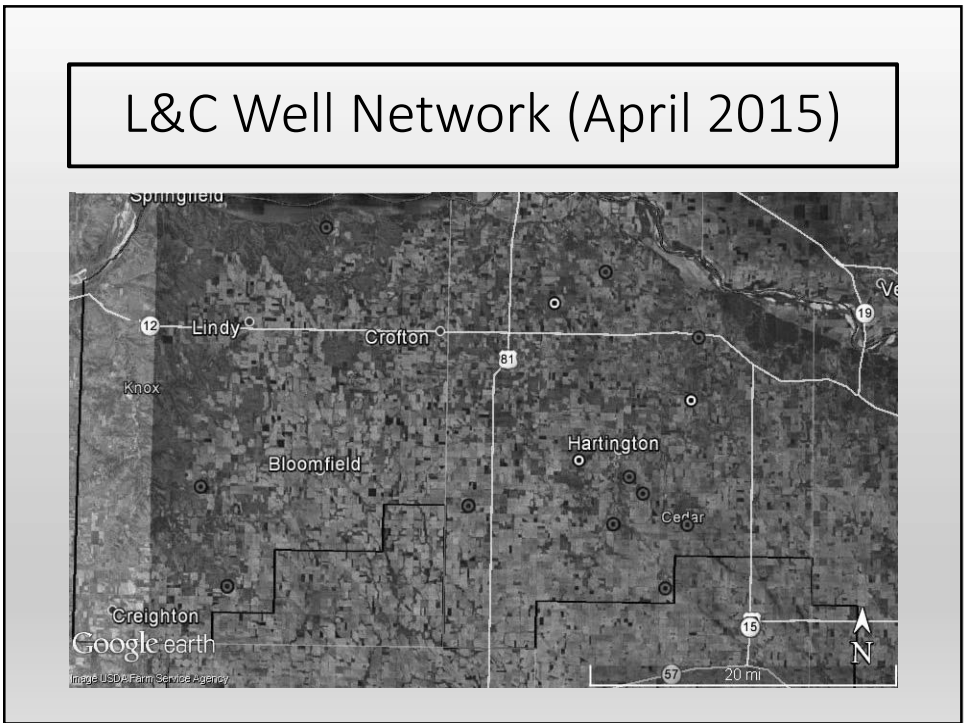 L&C Well Network (April 2015)
Springfield
12
Lindy
Crofton
81
19
Knox
Hartington
Bloomfield
Cedar
Creighton
15
N
Google earth
Image USDA Farm Service Agency
57
20 mi